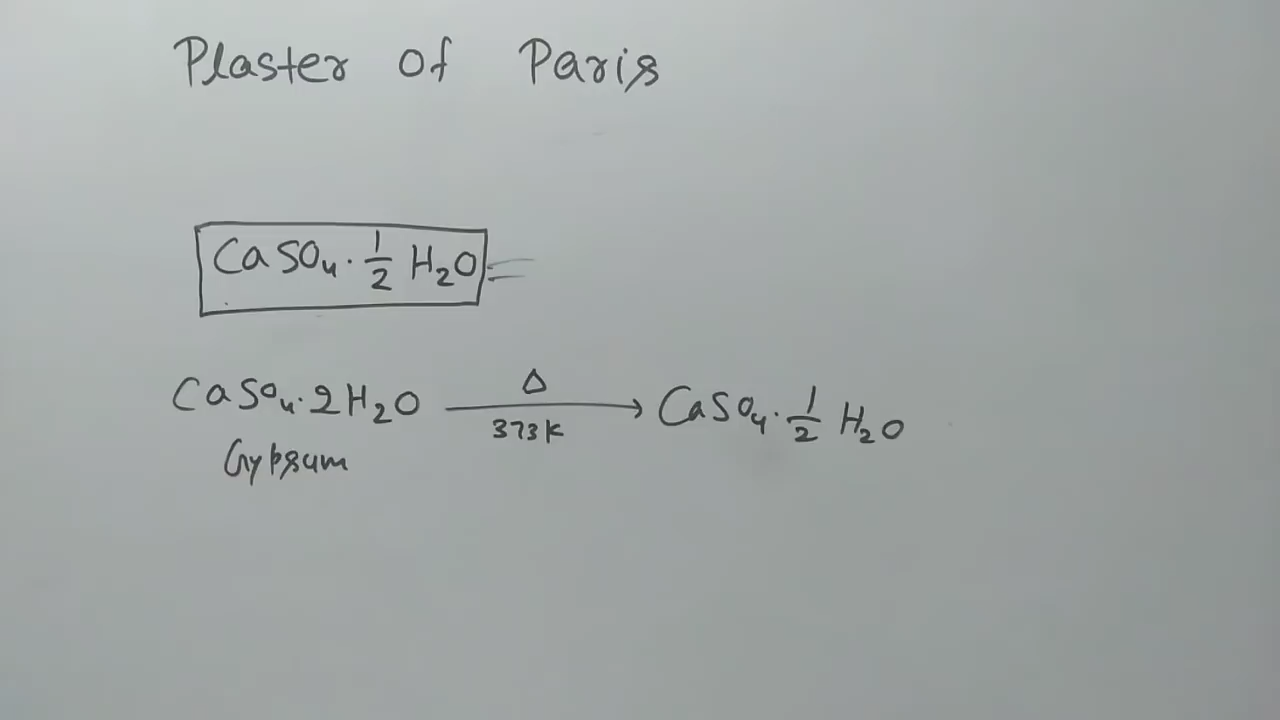 Plaster of Paris
CaSO₄·½ H₂O
CaSO₄·2H₂O —Δ/373K→ CaSO₄·½ H₂O
Gypsum